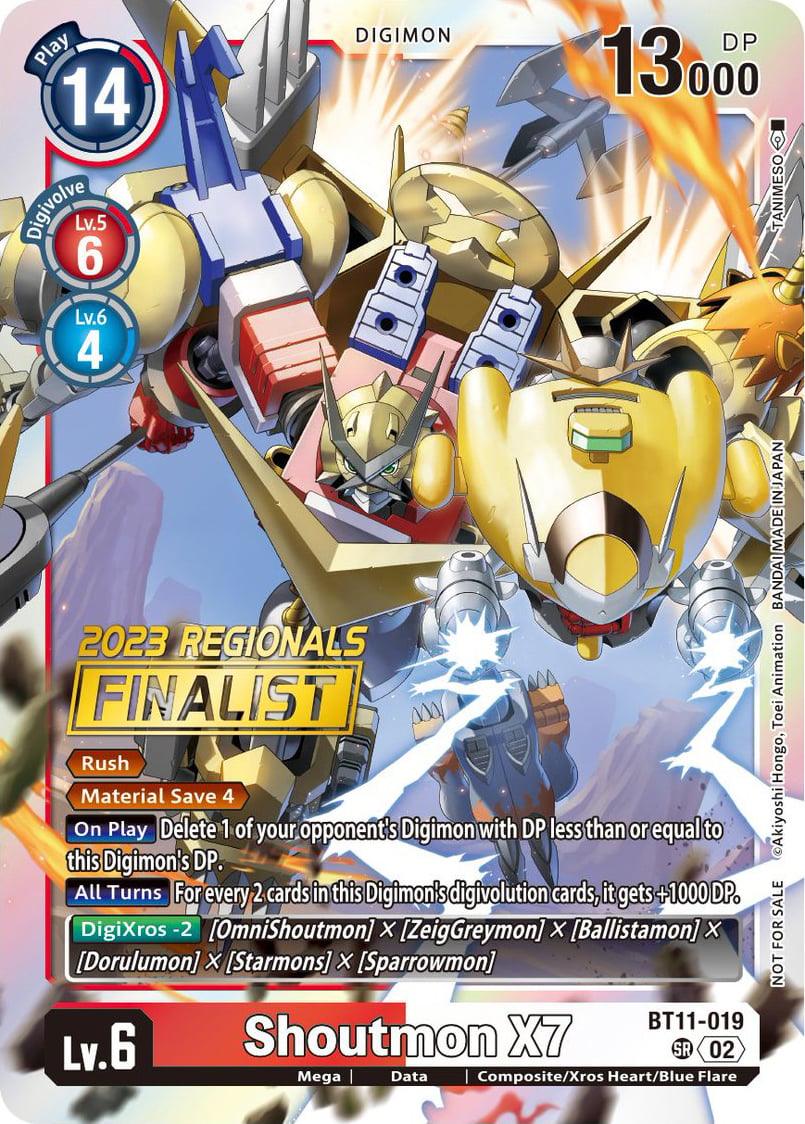 DIGIMON
Play
14
DP
13000
Digivolve
Lv.5
6
Lv.6
4
TANIMESO
2023 REGIONALS
FINALIST
Rush
Material Save 4
On Play Delete 1 of your opponent's Digimon with DP less than or equal to
this Digimon's DP.
All Turns For every 2 cards in this Digimon's digivolution cards, it gets +1000 DP.
DigiXros -2 [OmniShoutmon] × [ZeigGreymon] × [Ballistamon] ×
[Dorulumon] × [Starmons] × [Sparrowmon]
NOT FOR SALE ©Akiyoshi Hongo, Toei Animation BANDAI MADE IN JAPAN
Lv.6
Shoutmon X7
BT11-019
SR 02
Mega | Data | Composite/Xros Heart/Blue Flare